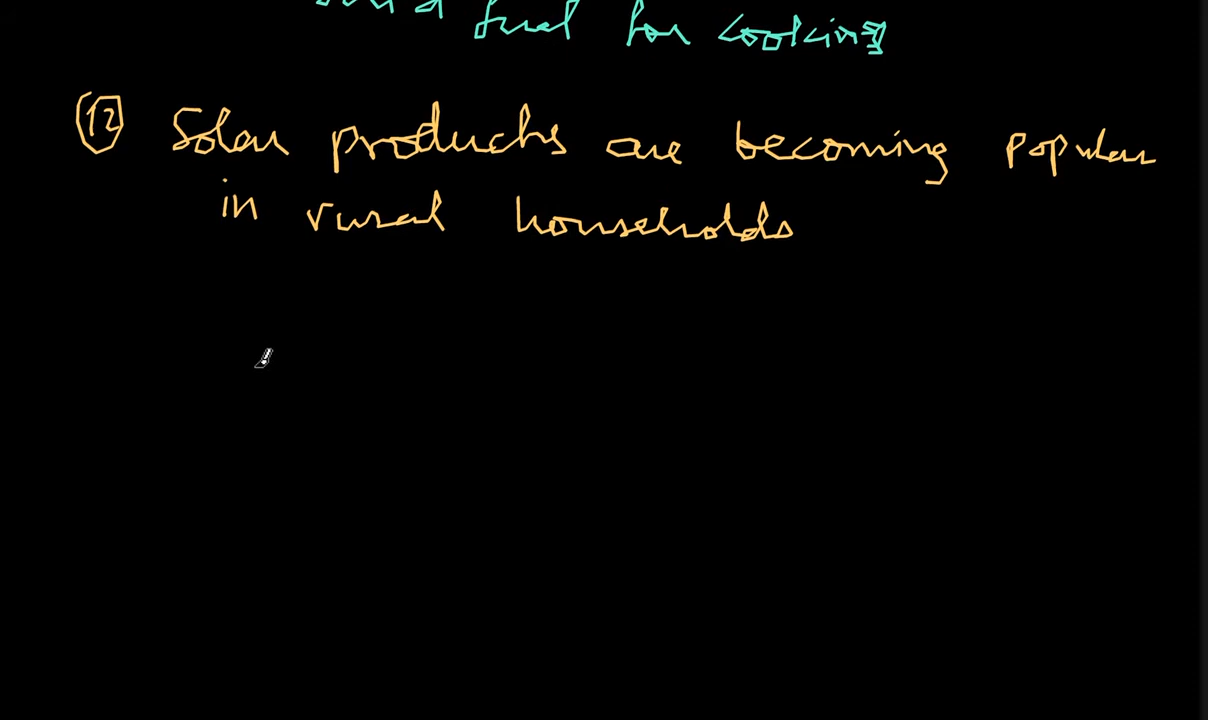 fuel for cooking
(12) Solar products are becoming popular
in rural households